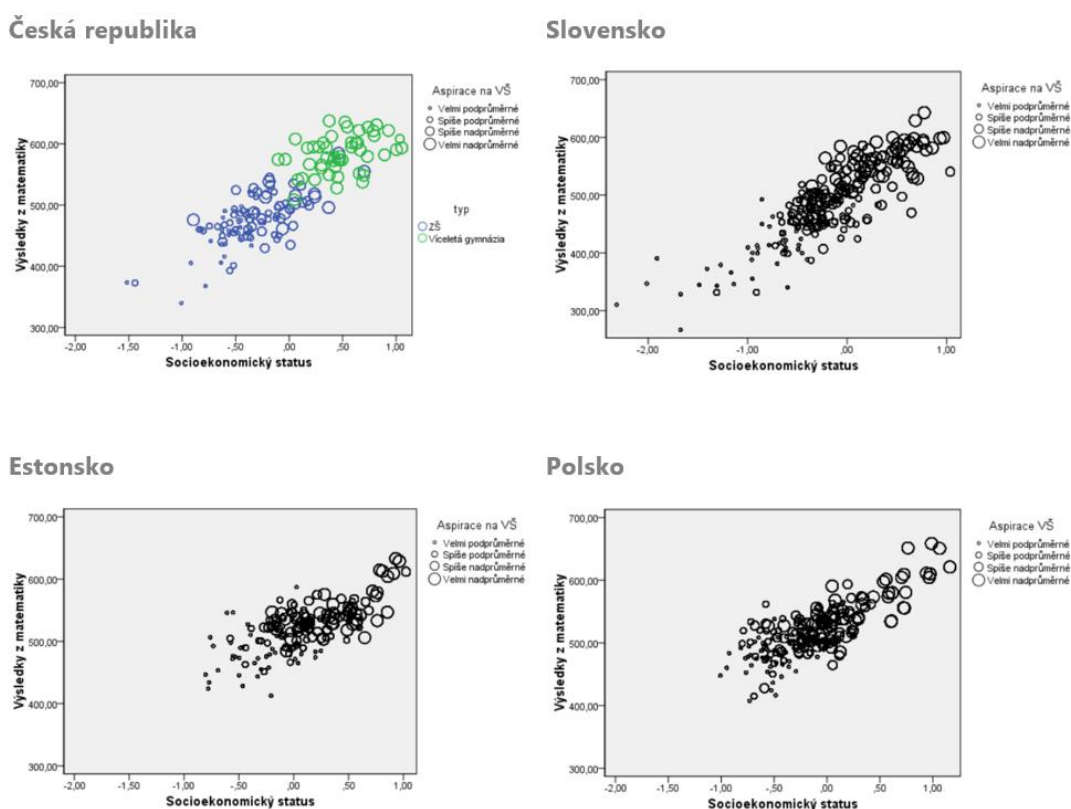 Česká republika
700,00
600,00
500,00
400,00
300,00
Výsledky z matematiky
-2,00 -1,50 -1,00 -,50 ,00 ,50 1,00
Socioekonomický status
Aspirace na VŠ
Velmi podprůměrné
Spíše podprůměrné
Spíše nadprůměrné
Velmi nadprůměrné
typ
ZŠ
Víceletá gymnázia
Slovensko
700,00
600,00
500,00
400,00
300,00
Výsledky z matematiky
-2,00 -1,00 ,00 1,00
Socioekonomický status
Aspirace na VŠ
Velmi podprůměrné
Spíše podprůměrné
Spíše nadprůměrné
Velmi nadprůměrné
Estonsko
700,00
600,00
500,00
400,00
300,00
Výsledky z matematiky
-2,00 -1,00 ,00 1,00
Socioekonomický status
Aspirace na VŠ
Velmi podprůměrné
Spíše podprůměrné
Spíše nadprůměrné
Velmi nadprůměrné
Polsko
700,00
600,00
500,00
400,00
300,00
Výsledky z matematiky
-2,00 -1,50 -1,00 -,50 ,00 ,50 1,00
Socioekonomický status
Aspirace VŠ
Velmi podprůměrné
Spíše podprůměrné
Spíše nadprůměrné
Velmi nadprůměrné